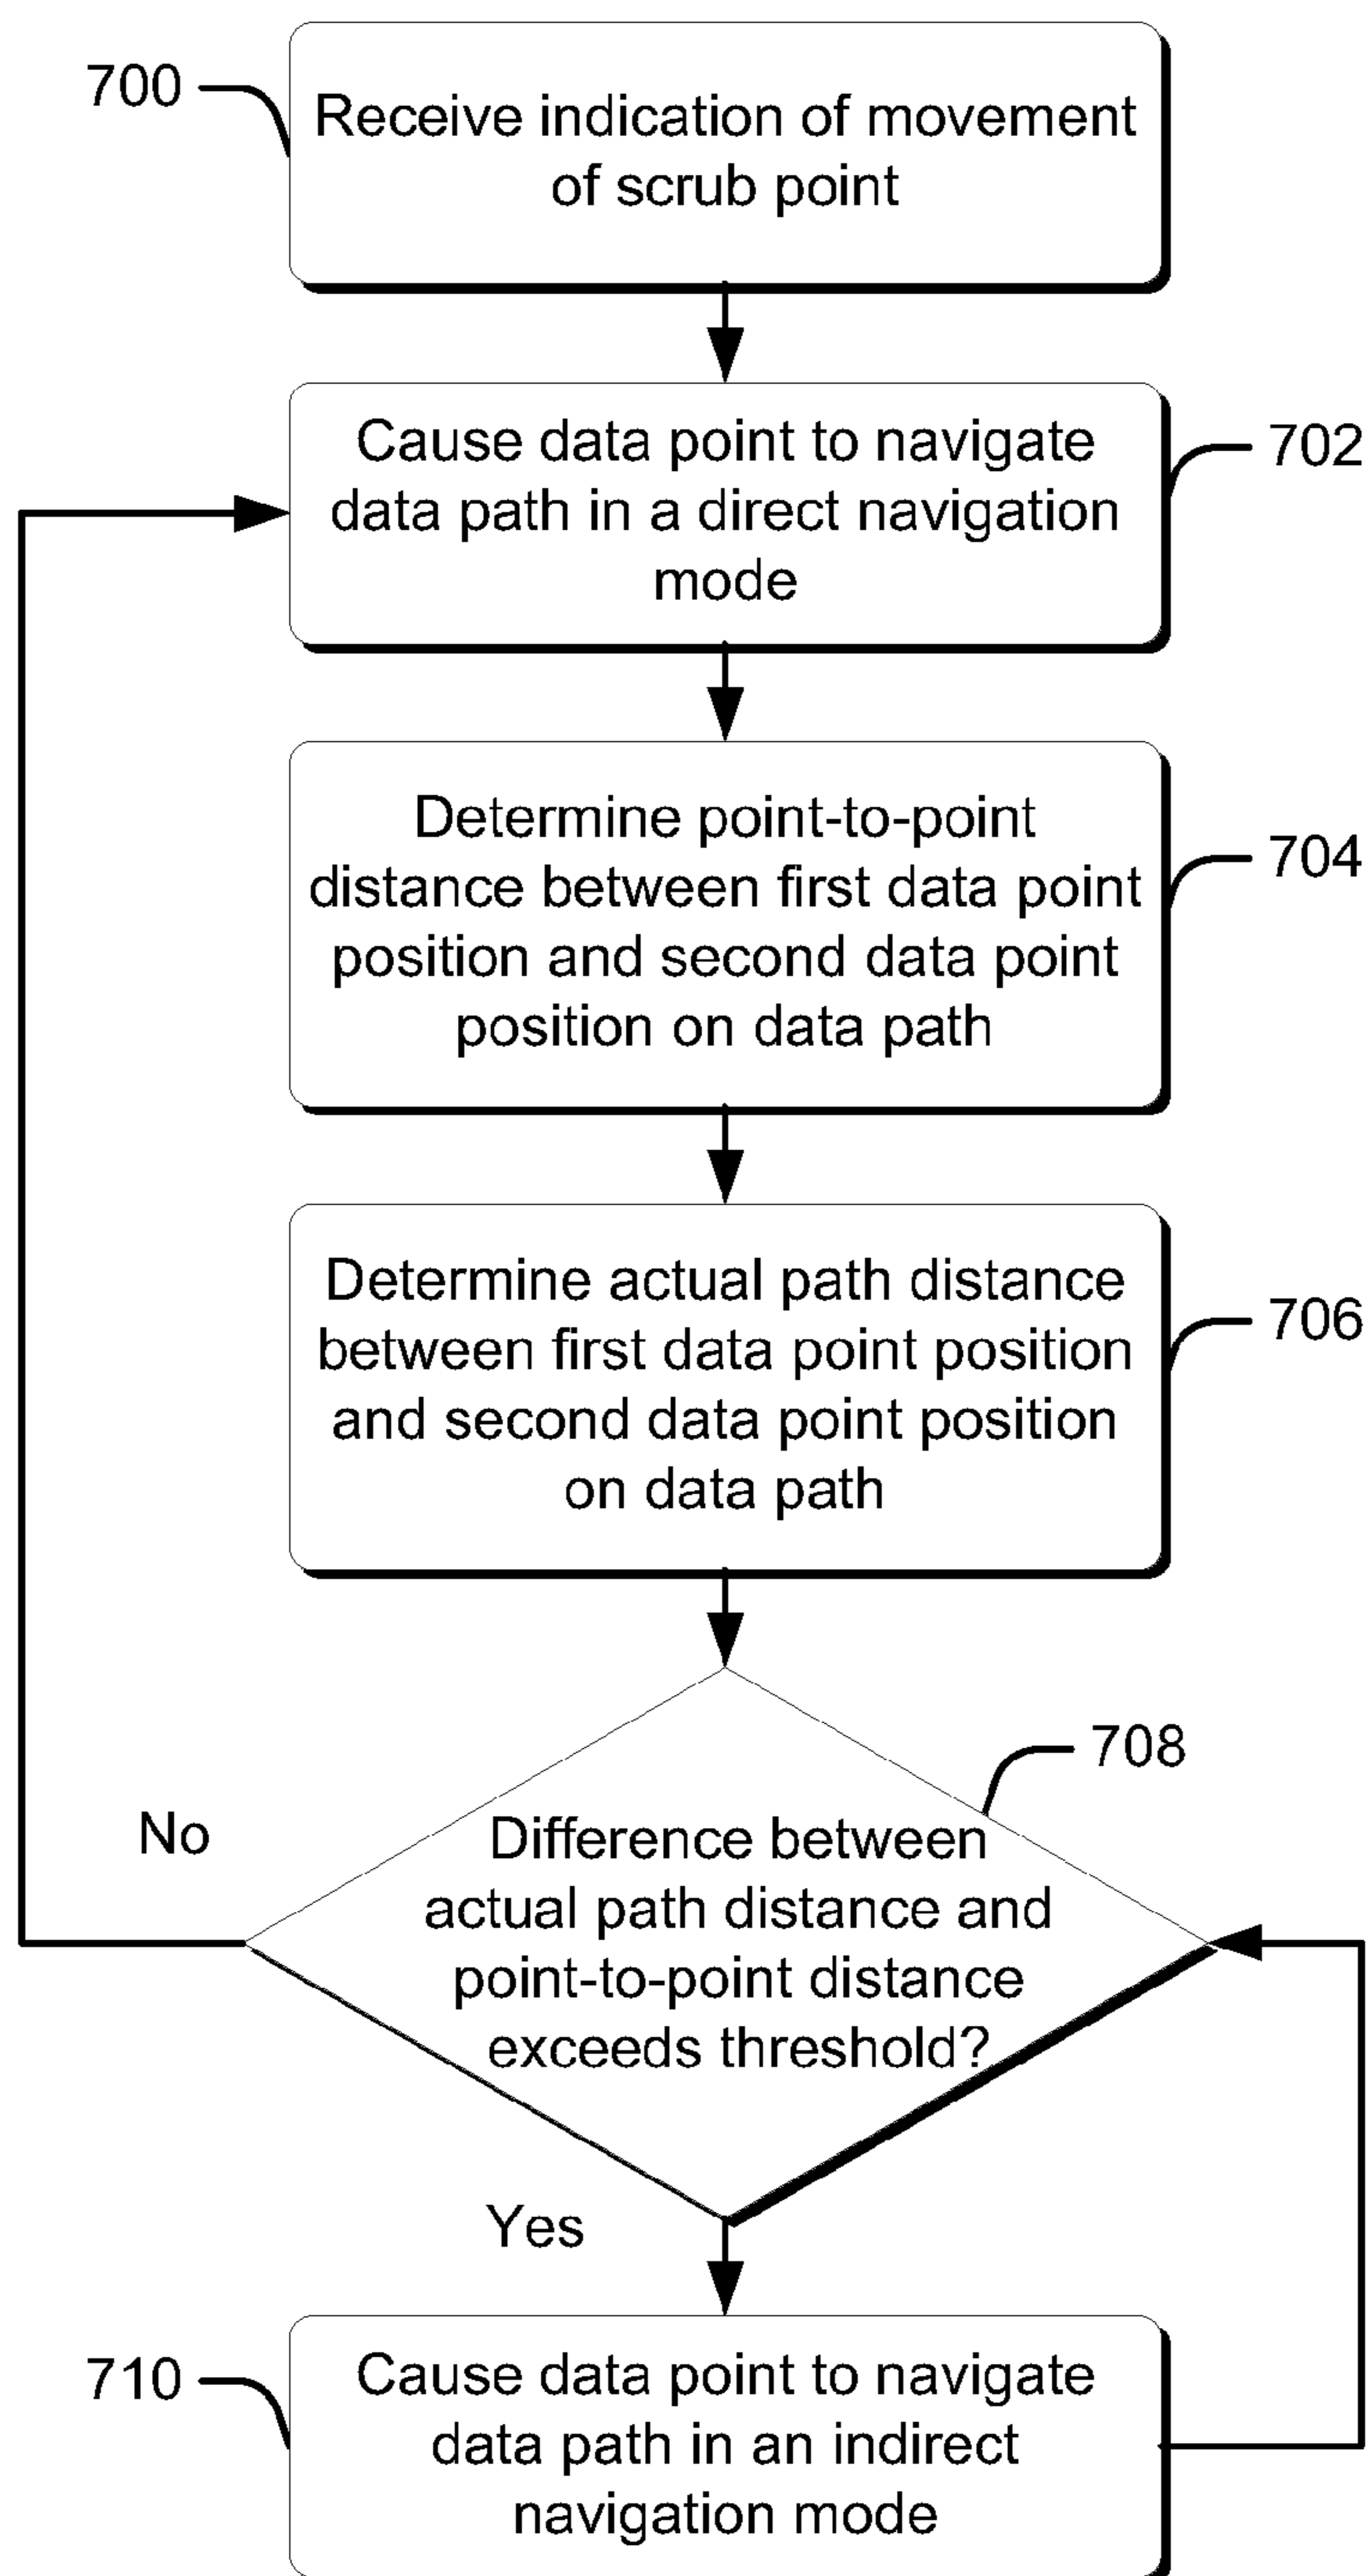 700
Receive indication of movement
of scrub point
Cause data point to navigate
data path in a direct navigation
mode
702
Determine point-to-point
distance between first data point
position and second data point
position on data path
704
Determine actual path distance
between first data point position
and second data point position
on data path
706
708
Difference between
actual path distance and
point-to-point distance
exceeds threshold?
No
Yes
710
Cause data point to navigate
data path in an indirect
navigation mode